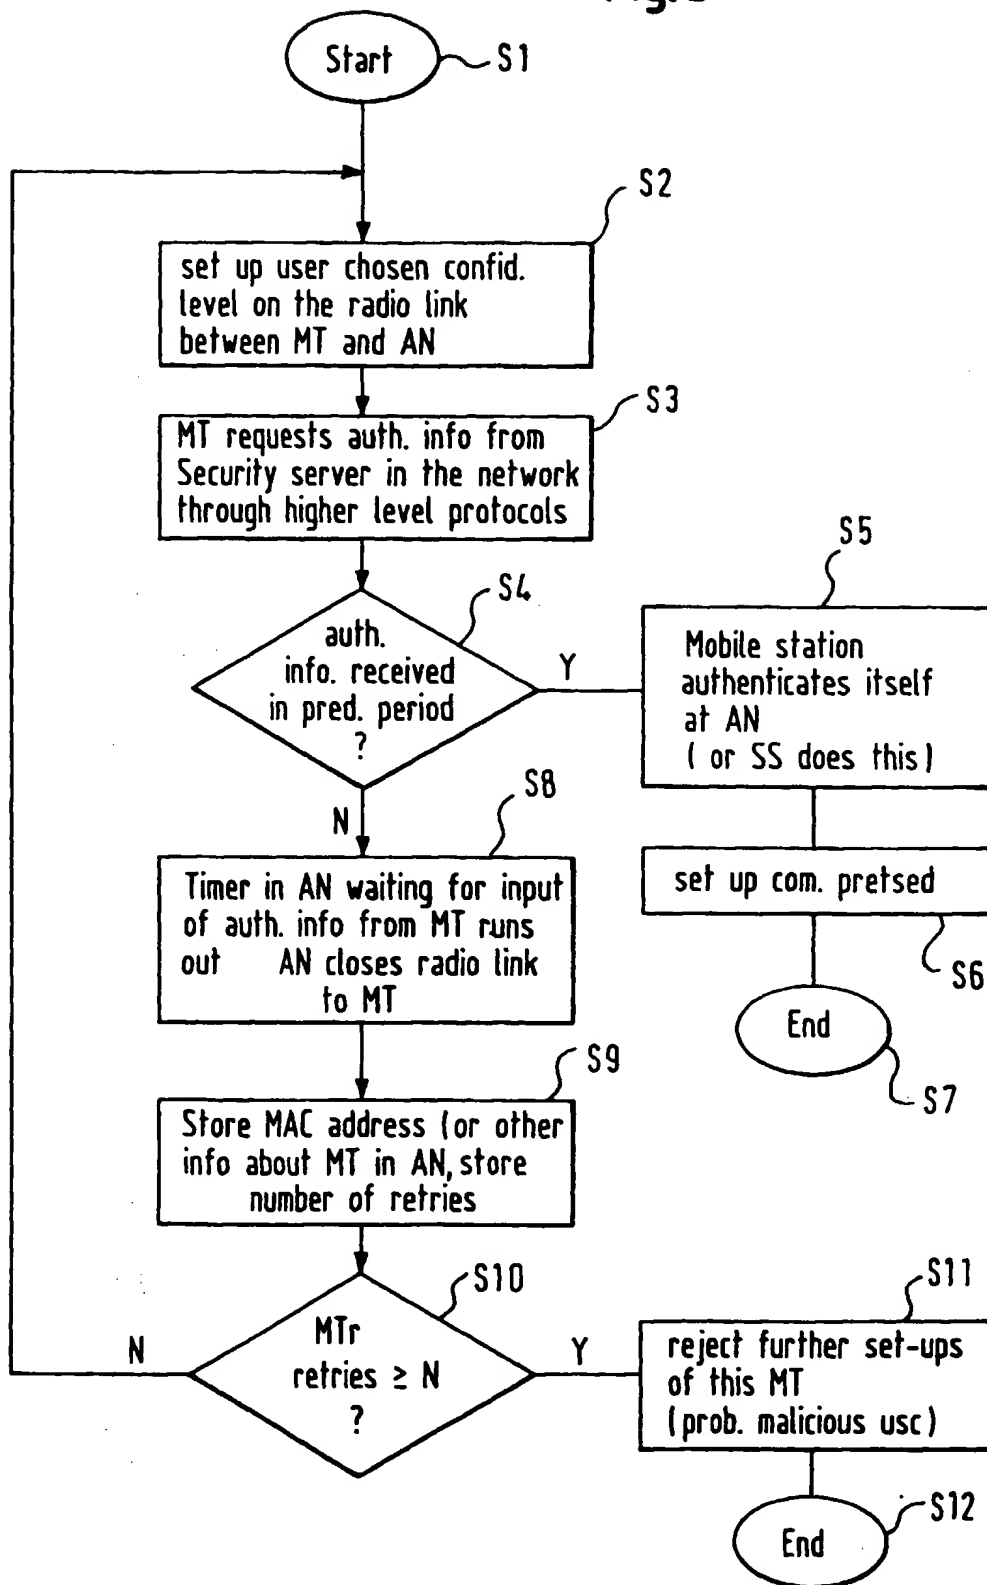 Start
S1
S2
set up user chosen confid.
level on the radio link
between MT and AN
S3
MT requests auth. info from
Security server in the network
through higher level protocols
S4
auth.
info. received
in pred. period
?
Y
N
S5
Mobile station
authenticates itself
at AN
( or SS does this)
set up com. pretsed
S6
End
S7
S8
Timer in AN waiting for input
of auth. info from MT runs
out AN closes radio link
to MT
S9
Store MAC address (or other
info about MT in AN, store
number of retries
S10
MTr
retries ≥ N
?
N
Y
S11
reject further set-ups
of this MT
(prob. malicious usc)
End
S12